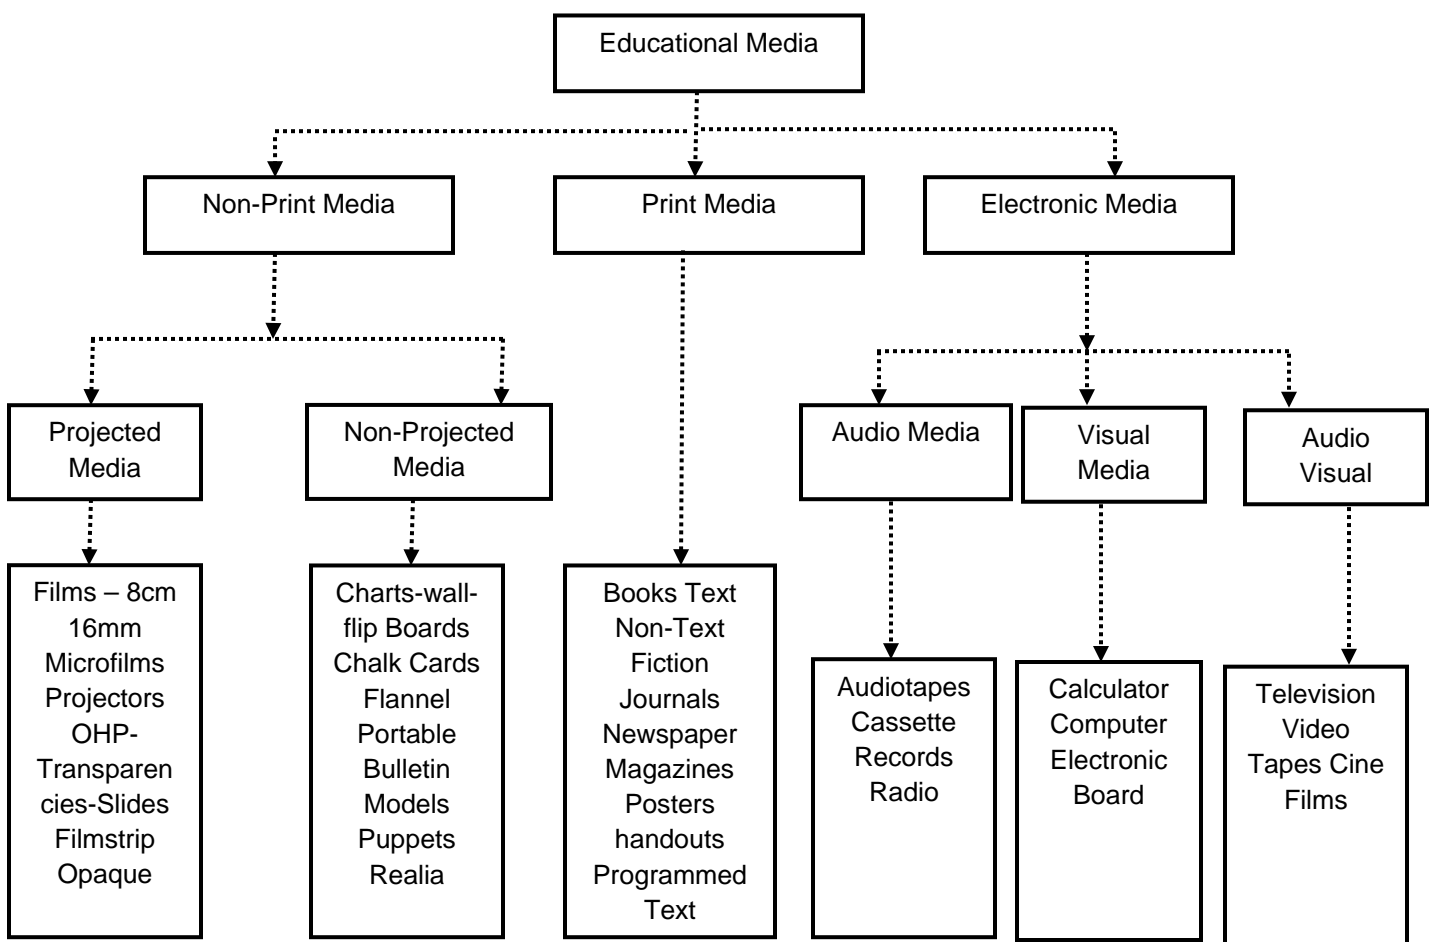 Educational Media
Non-Print Media
Print Media
Electronic Media
Projected
Media
Non-Projected
Media
Audio Media
Visual
Media
Audio
Visual
Films – 8cm
16mm
Microfilms
Projectors
OHP-
Transparen
cies-Slides
Filmstrip
Opaque
Charts-wall-
flip Boards
Chalk Cards
Flannel
Portable
Bulletin
Models
Puppets
Realia
Books Text
Non-Text
Fiction
Journals
Newspaper
Magazines
Posters
handouts
Programmed
Text
Audiotapes
Cassette
Records
Radio
Calculator
Computer
Electronic
Board
Television
Video
Tapes Cine
Films